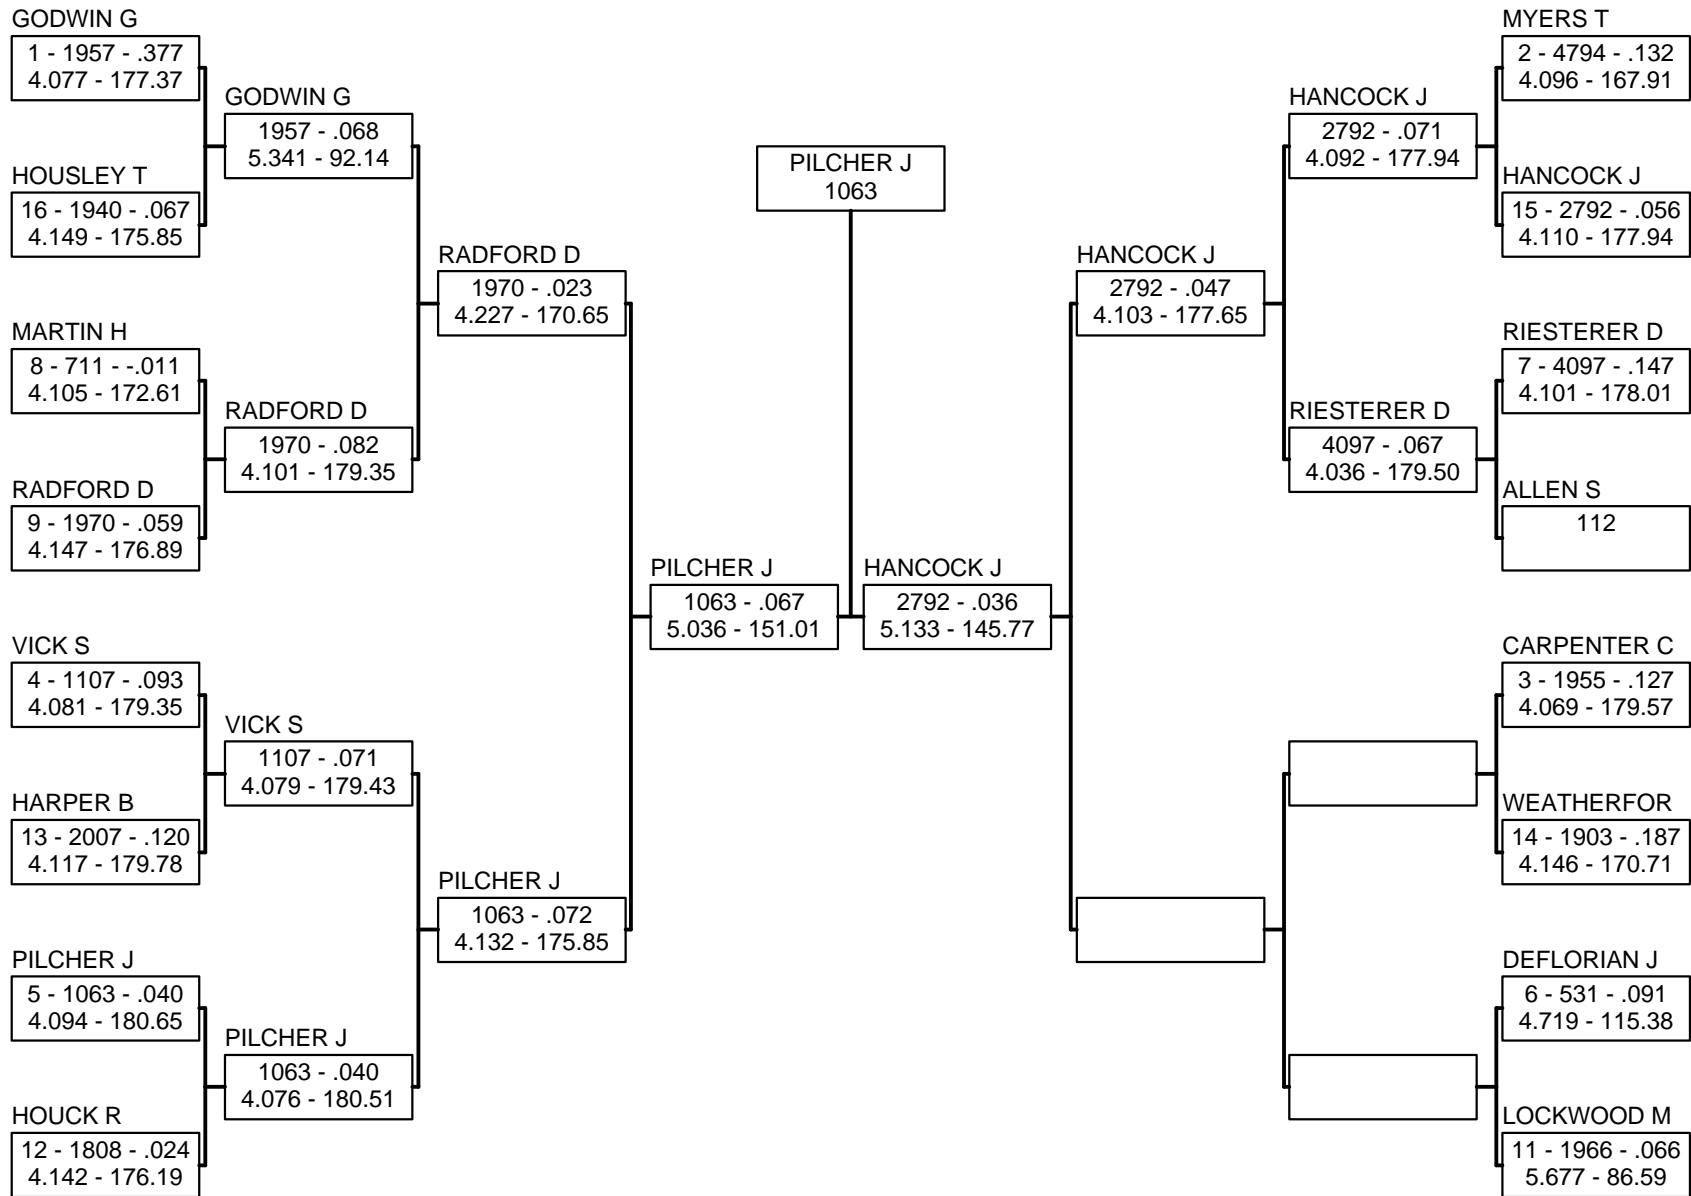 GODWIN G
1 - 1957 - .377
4.077 - 177.37
HOUSLEY T
16 - 1940 - .067
4.149 - 175.85
MARTIN H
8 - 711 - -.011
4.105 - 172.61
RADFORD D
9 - 1970 - .059
4.147 - 176.89
VICK S
4 - 1107 - .093
4.081 - 179.35
HARPER B
13 - 2007 - .120
4.117 - 179.78
PILCHER J
5 - 1063 - .040
4.094 - 180.65
HOUCK R
12 - 1808 - .024
4.142 - 176.19
GODWIN G
1957 - .068
5.341 - 92.14
RADFORD D
1970 - .082
4.101 - 179.35
VICK S
1107 - .071
4.079 - 179.43
PILCHER J
1063 - .040
4.076 - 180.51
RADFORD D
1970 - .023
4.227 - 170.65
PILCHER J
1063 - .072
4.132 - 175.85
PILCHER J
1063 - .067
5.036 - 151.01
PILCHER J
1063
HANCOCK J
2792 - .036
5.133 - 145.77
HANCOCK J
2792 - .047
4.103 - 177.65
HANCOCK J
2792 - .071
4.092 - 177.94
RIESTERER D
4097 - .067
4.036 - 179.50
MYERS T
2 - 4794 - .132
4.096 - 167.91
HANCOCK J
15 - 2792 - .056
4.110 - 177.94
RIESTERER D
7 - 4097 - .147
4.101 - 178.01
ALLEN S
112
CARPENTER C
3 - 1955 - .127
4.069 - 179.57
WEATHERFOR
14 - 1903 - .187
4.146 - 170.71
DEFLORIAN J
6 - 531 - .091
4.719 - 115.38
LOCKWOOD M
11 - 1966 - .066
5.677 - 86.59